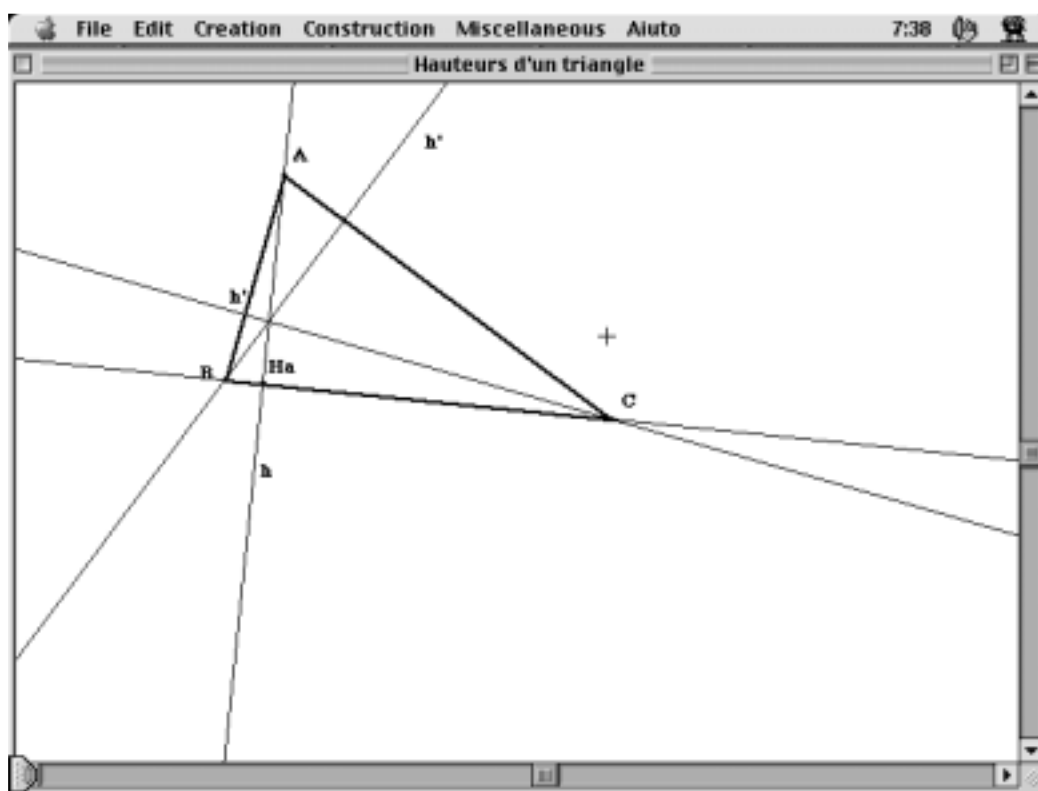 File Edit Creation Construction Miscellaneous Aiuto 7:38
Hauteurs d'un triangle
h'
A
h'
Ha
B
C
h